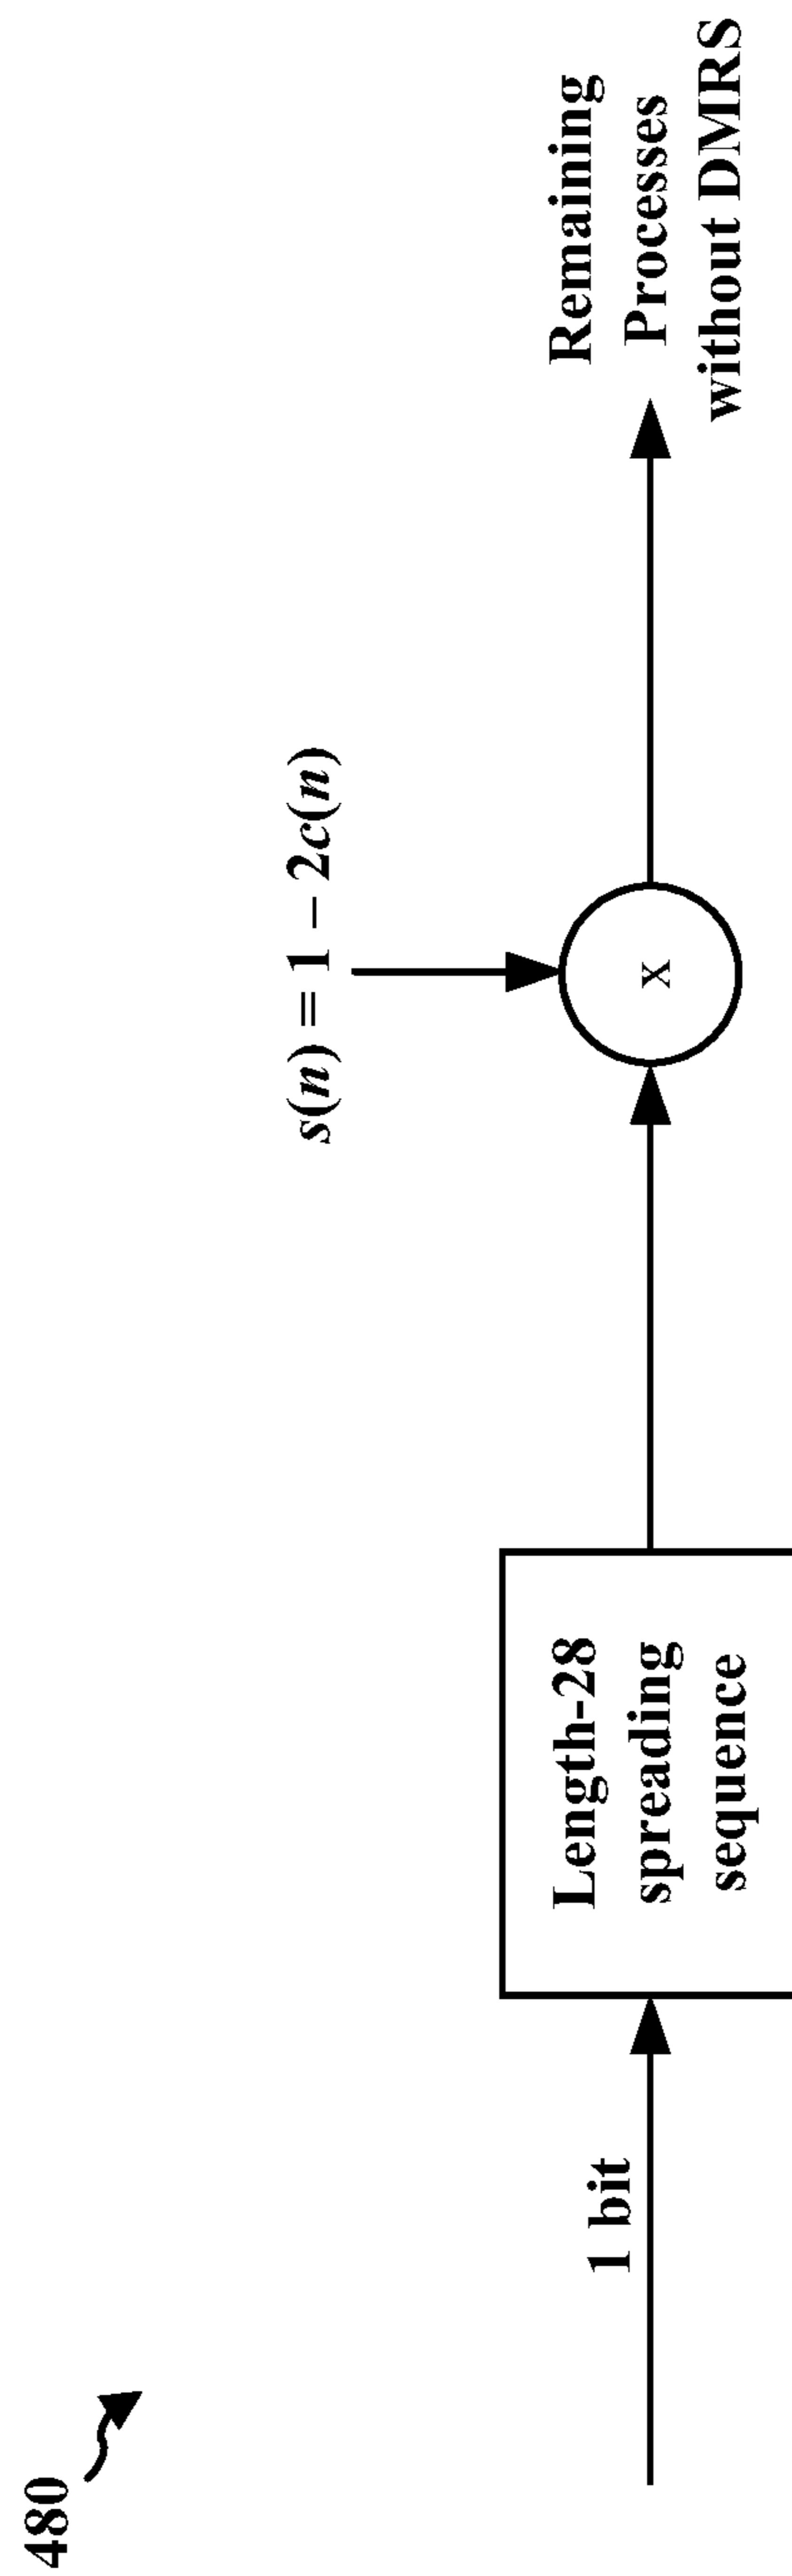 480
1 bit
Length-28
spreading
sequence
s(n) = 1 – 2c(n)
x
Remaining
Processes
without DMRS